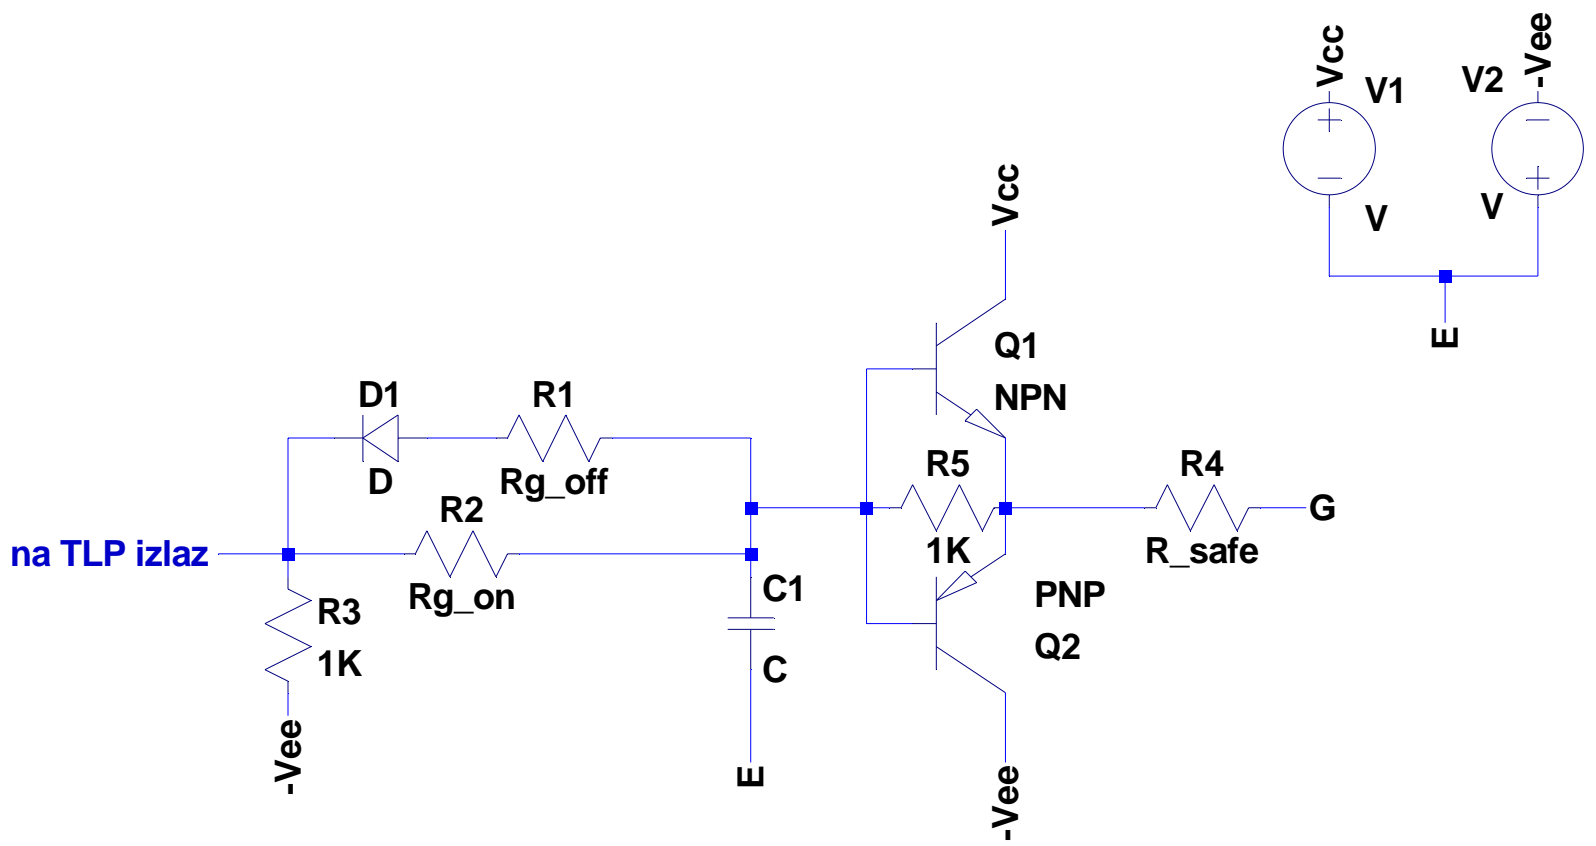 Vcc
V1
V
V2
-Vee
V
E
Vcc
Q1
NPN
D1
D
R1
Rg_off
R2
Rg_on
na TLP izlaz
R3
1K
-Vee
C1
C
E
R5
1K
R4
R_safe
G
PNP
Q2
-Vee